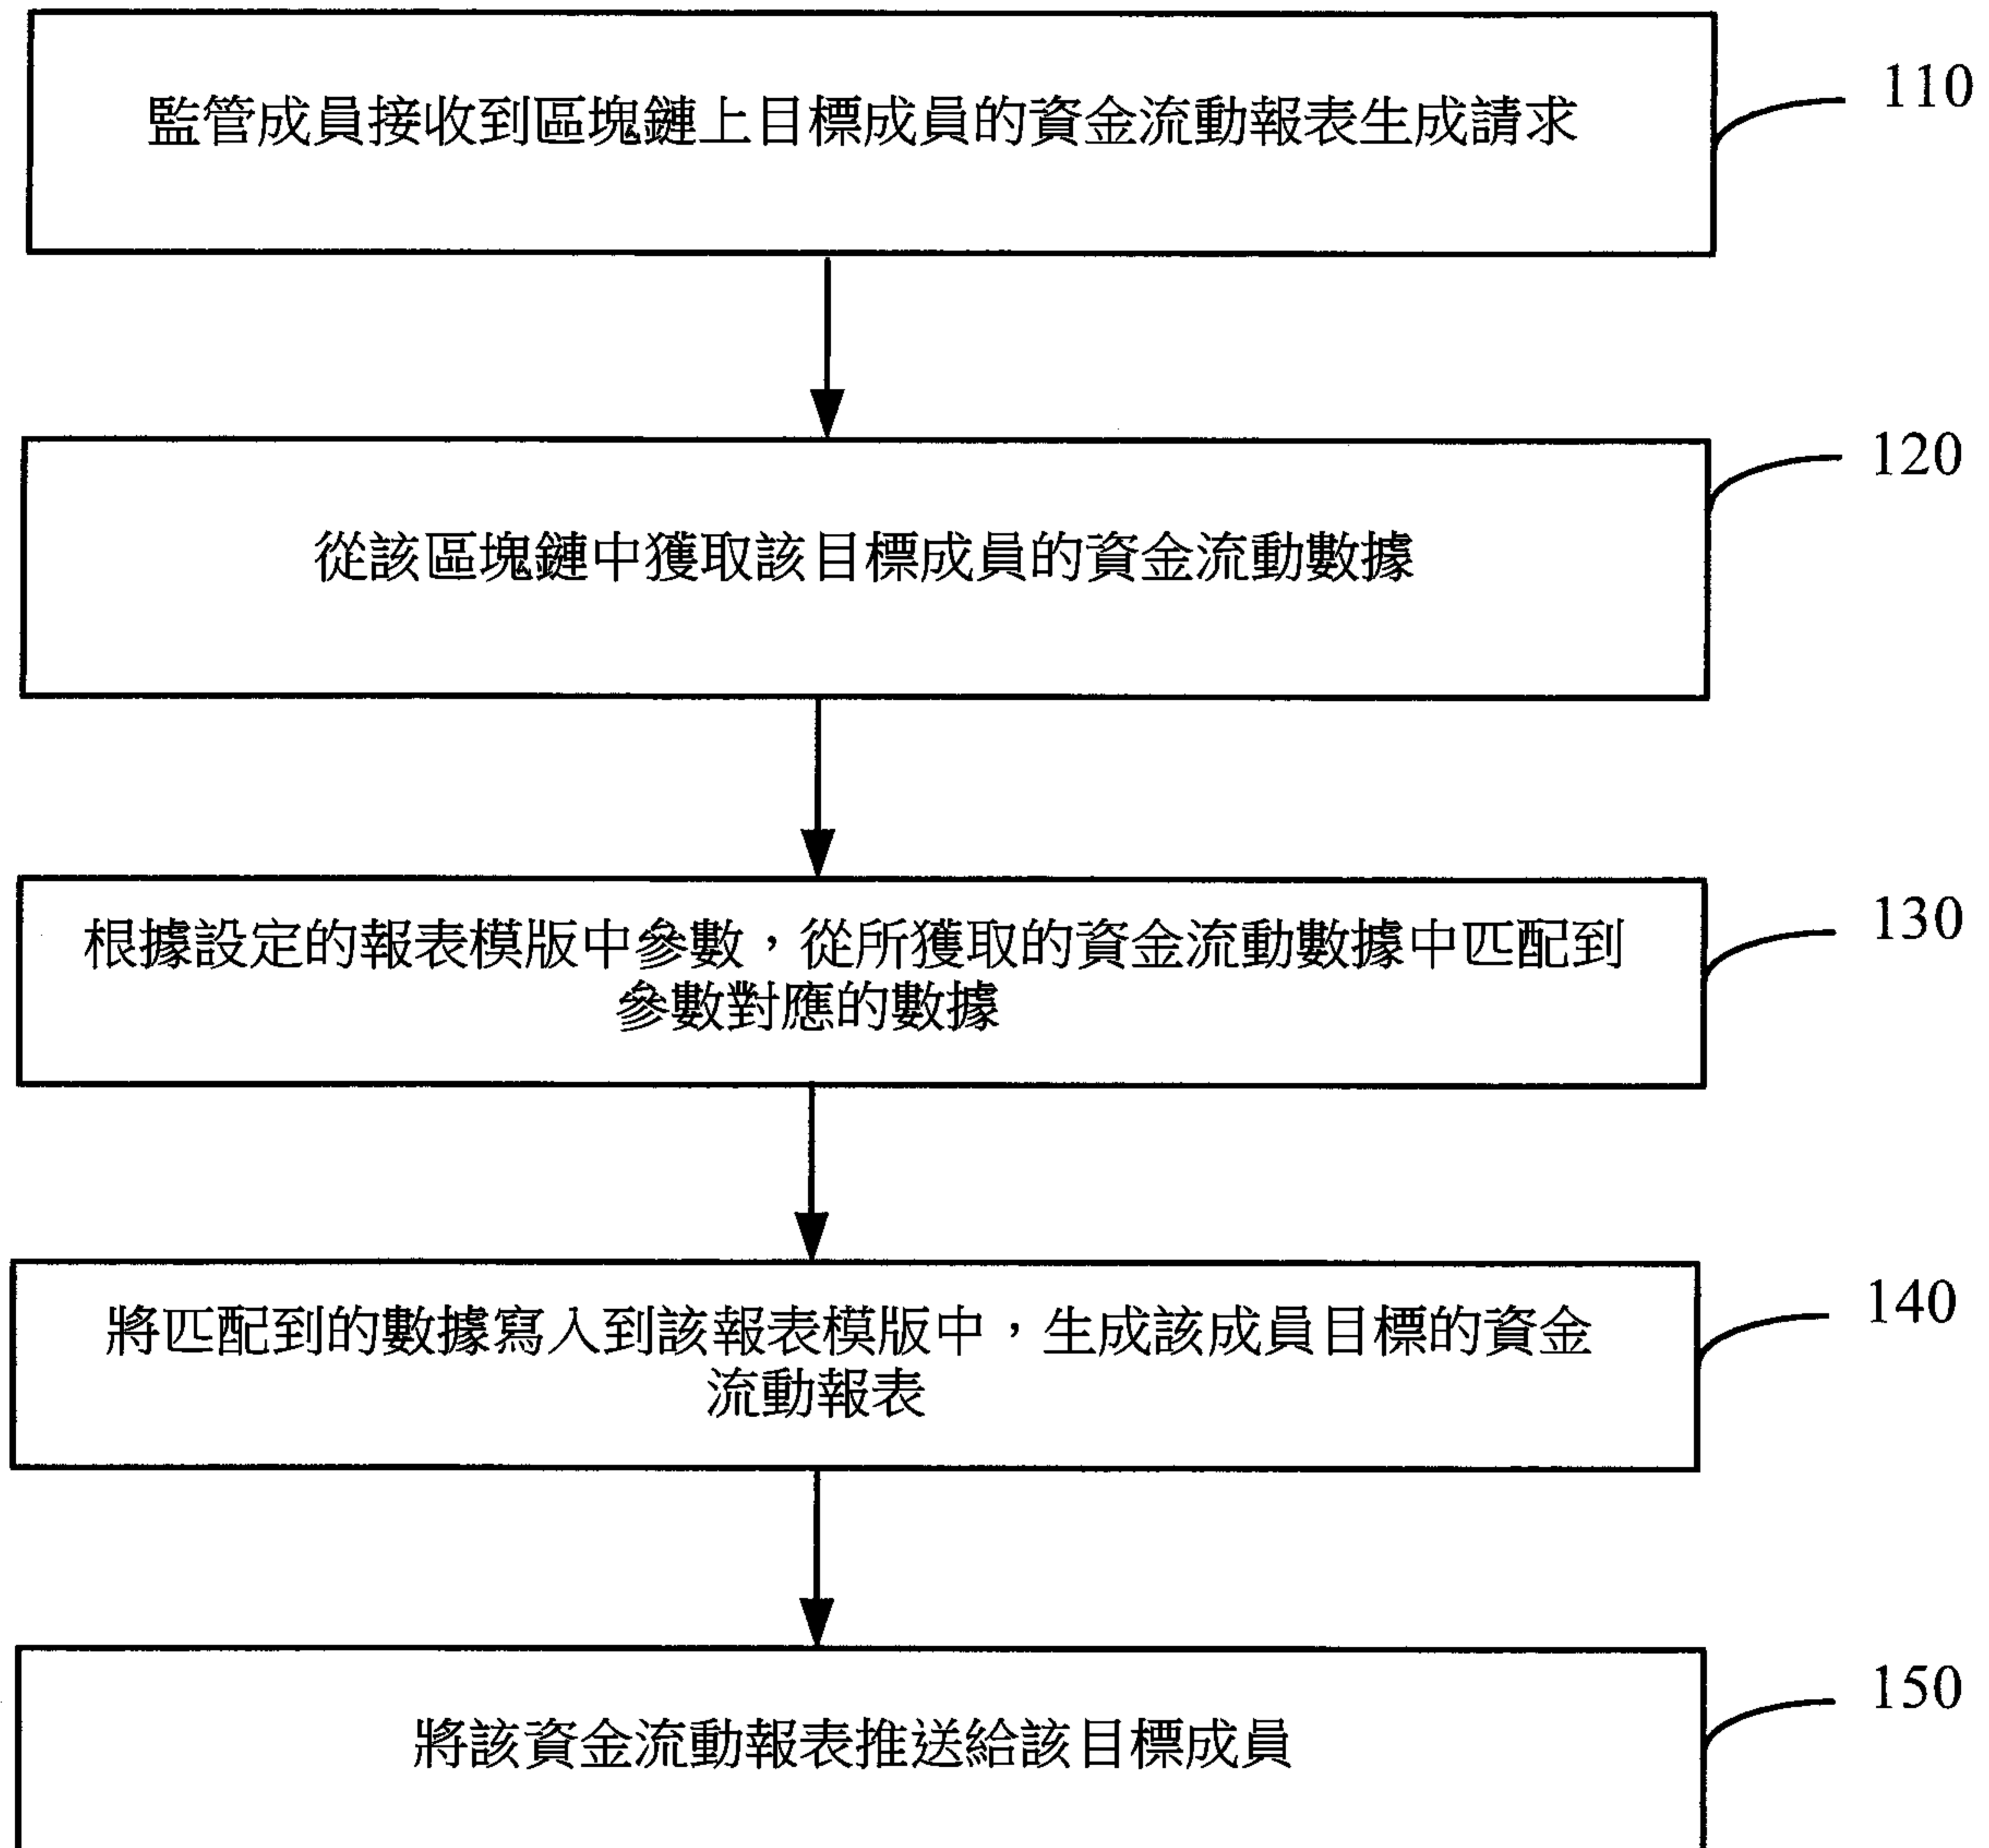 監管成員接收到區塊鏈上目標成員的資金流動報表生成請求
110
從該區塊鏈中獲取該目標成員的資金流動數據
120
根據設定的報表模版中參數，從所獲取的資金流動數據中匹配到
參數對應的數據
130
將匹配到的數據寫入到該報表模版中，生成該成員目標的資金
流動報表
140
將該資金流動報表推送給該目標成員
150